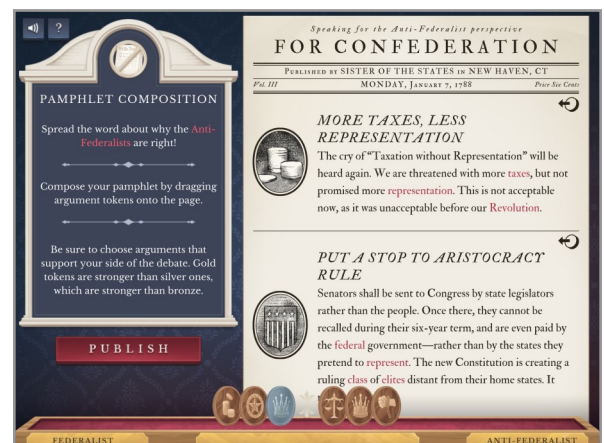 ?
PAMPHLET COMPOSITION
Spread the word about why the Anti-
Federalists are right!
Compose your pamphlet by dragging
argument tokens onto the page.
Be sure to choose arguments that
support your side of the debate. Gold
tokens are stronger than silver ones,
which are stronger than bronze.
PUBLISH
Speaking for the Anti-Federalist perspective
FOR CONFEDERATION
PUBLISHED BY SISTER OF THE STATES IN NEW HAVEN, CT
Vol. III MONDAY, JANUARY 7, 1788 Price Six Cents
MORE TAXES, LESS
REPRESENTATION
The cry of “Taxation without Representation” will be
heard again. We are threatened with more taxes, but not
promised more representation. This is not acceptable
now, as it was unacceptable before our Revolution.
PUT A STOP TO ARISTOCRACY
RULE
Senators shall be sent to Congress by state legislators
rather than the people. Once there, they cannot be
recalled during their six-year term, and are even paid by
the federal government—rather than by the states they
pretend to represent. The new Constitution is creating a
ruling class of elites distant from their home states. It
FEDERALIST
ANTI-FEDERALIST